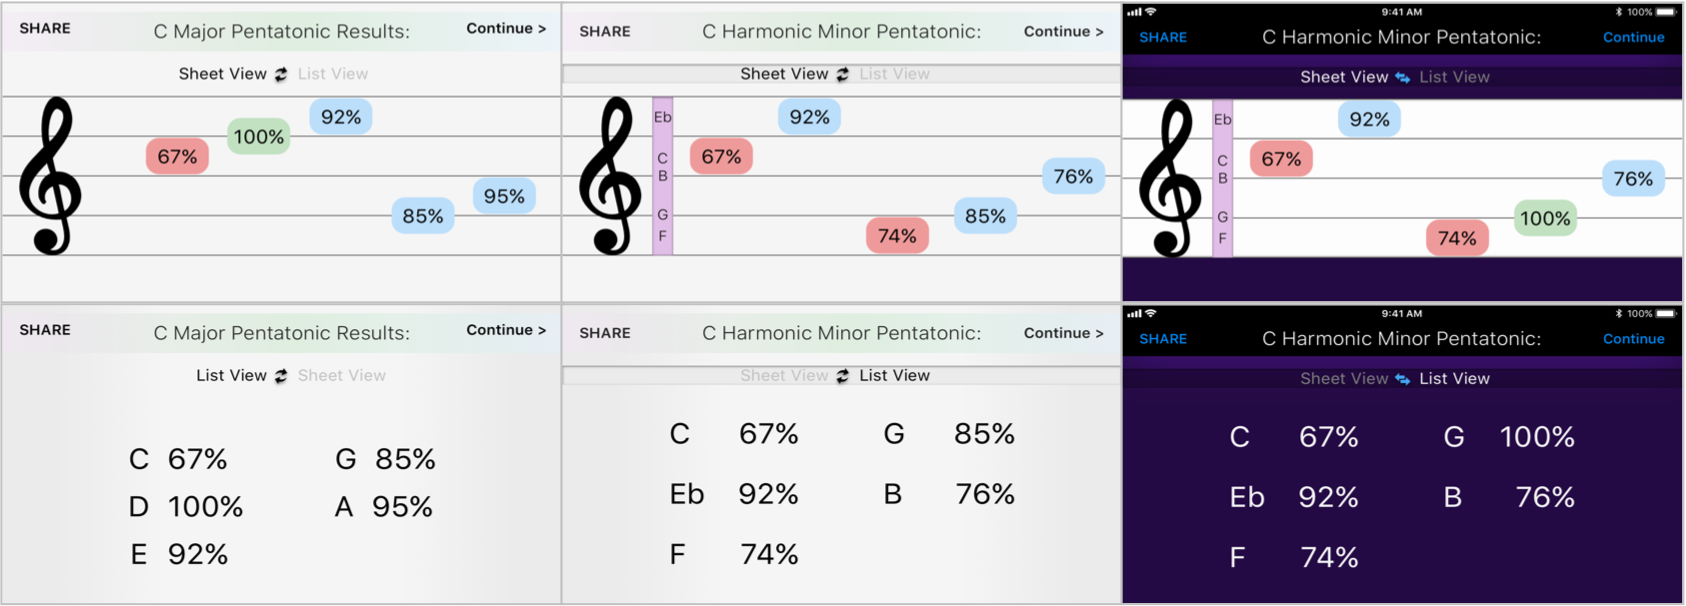 SHARE C Major Pentatonic Results: Continue >
Sheet View List View
92%
100%
67%
95%
85%
SHARE C Harmonic Minor Pentatonic: Continue >
Sheet View List View
Eb 92%
C 67%
B 76%
G 85%
F 74%
9:41 AM 100%
SHARE C Harmonic Minor Pentatonic: Continue
Sheet View List View
Eb 92%
C 67%
B 76%
G 100%
F 74%
SHARE C Major Pentatonic Results: Continue >
List View Sheet View
C 67% G 85%
D 100% A 95%
E 92%
SHARE C Harmonic Minor Pentatonic: Continue >
Sheet View List View
C 67% G 85%
Eb 92% B 76%
F 74%
9:41 AM 100%
SHARE C Harmonic Minor Pentatonic: Continue
Sheet View List View
C 67% G 100%
Eb 92% B 76%
F 74%